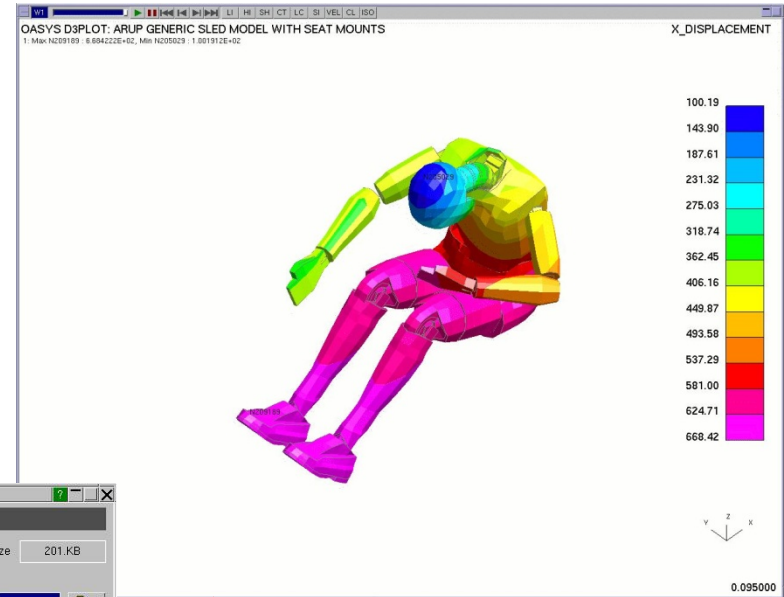 W1 LI HI SH CT LC SI VEL CL ISO
OASYS D3PLOT: ARUP GENERIC SLED MODEL WITH SEAT MOUNTS
X_DISPLACEMENT
1: Max N209189 : 6.684222E+02, Min N205029 : 1.001912E+02
100.19
143.90
187.61
231.32
275.03
318.74
362.45
406.16
449.87
493.58
537.29
581.00
624.71
668.42
N205029
N209189
?
201.KB
Y Z X
0.095000